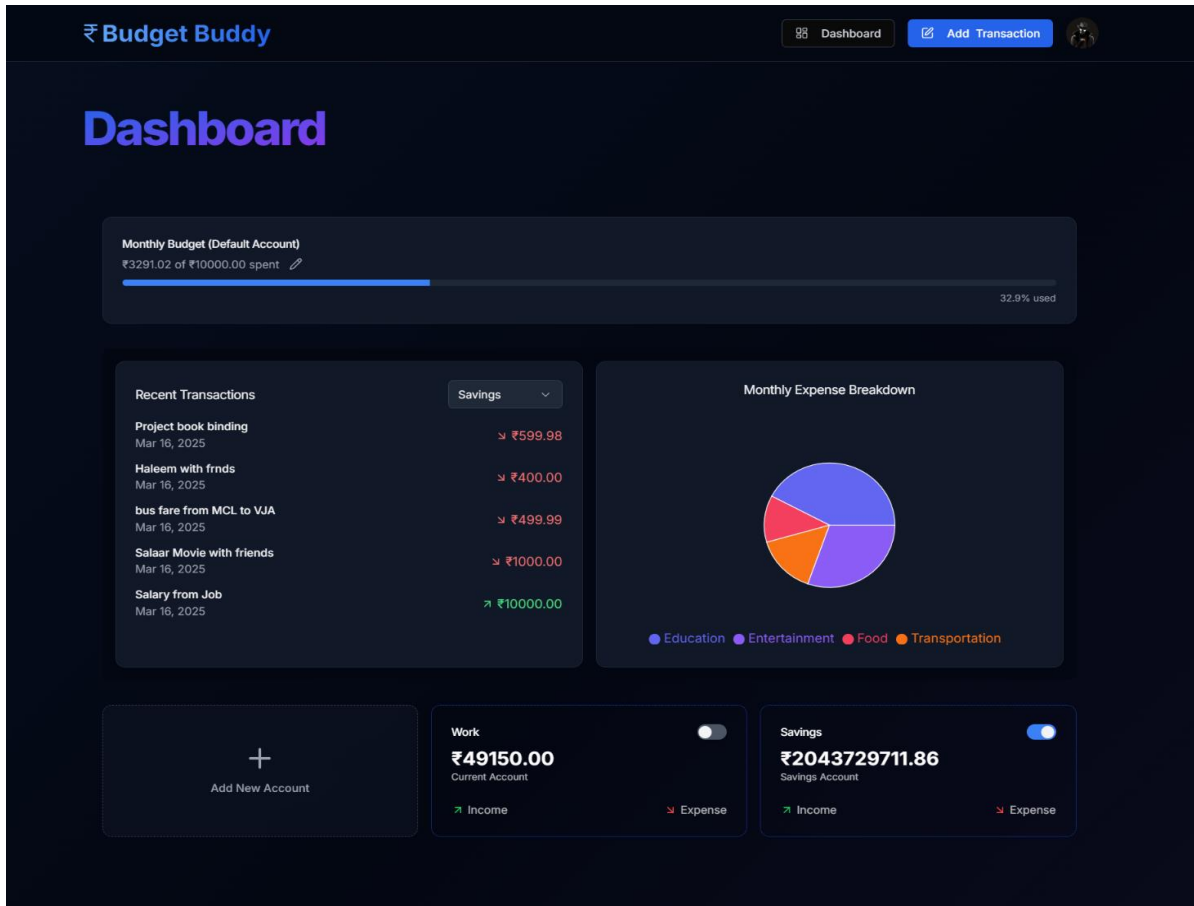 ₹ Budget Buddy
Dashboard
Add Transaction
Dashboard
Monthly Budget (Default Account)
₹3291.02 of ₹10000.00 spent
32.9% used
Recent Transactions
Savings
Project book binding
Mar 16, 2025
₹599.98
Haleem with frnds
Mar 16, 2025
₹400.00
bus fare from MCL to VJA
Mar 16, 2025
₹499.99
Salaar Movie with friends
Mar 16, 2025
₹1000.00
Salary from Job
Mar 16, 2025
₹10000.00
Monthly Expense Breakdown
Education Entertainment Food Transportation
Add New Account
Work
₹49150.00
Current Account
Income
Expense
Savings
₹2043729711.86
Savings Account
Income
Expense